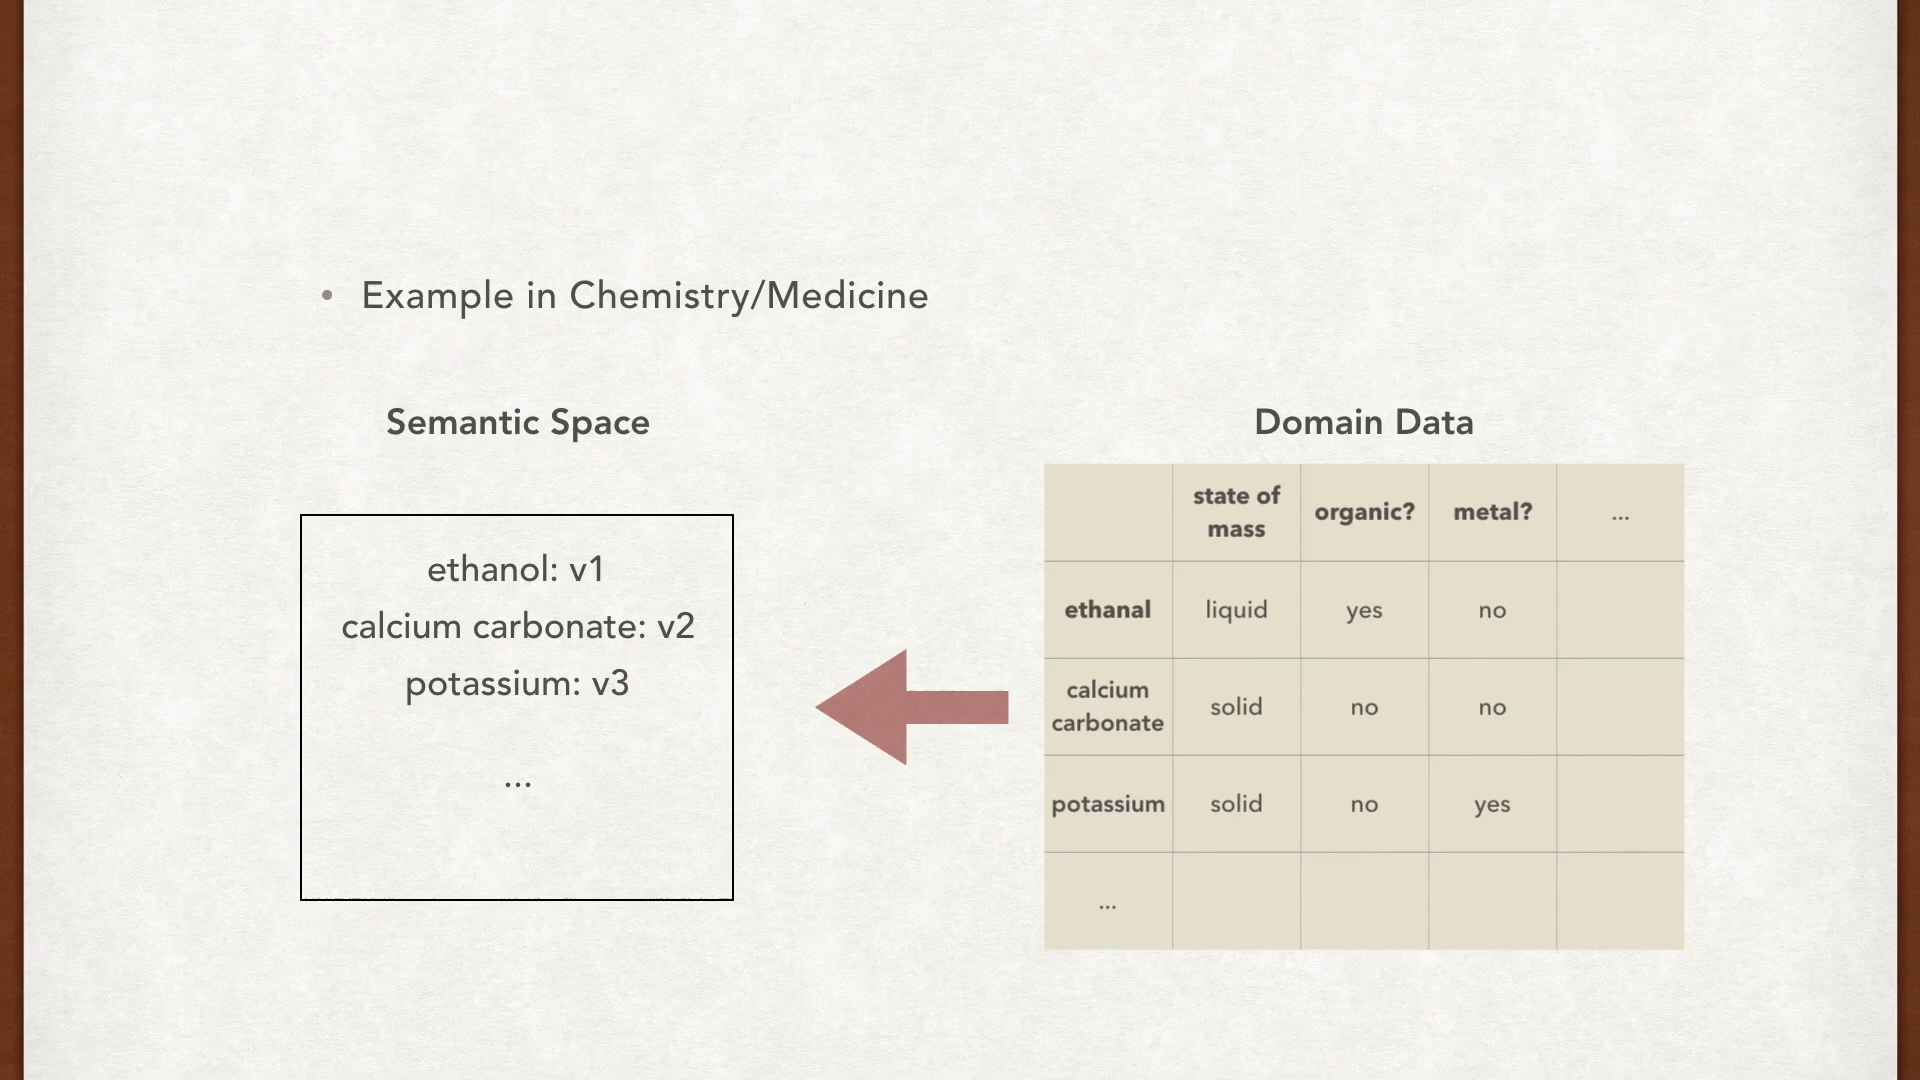 • Example in Chemistry/Medicine
Semantic Space
ethanol: v1
calcium carbonate: v2
potassium: v3
...
Domain Data
state of
mass
organic?
metal?
...
ethanal
liquid
yes
no
calcium
carbonate
solid
no
no
potassium
solid
no
yes
...